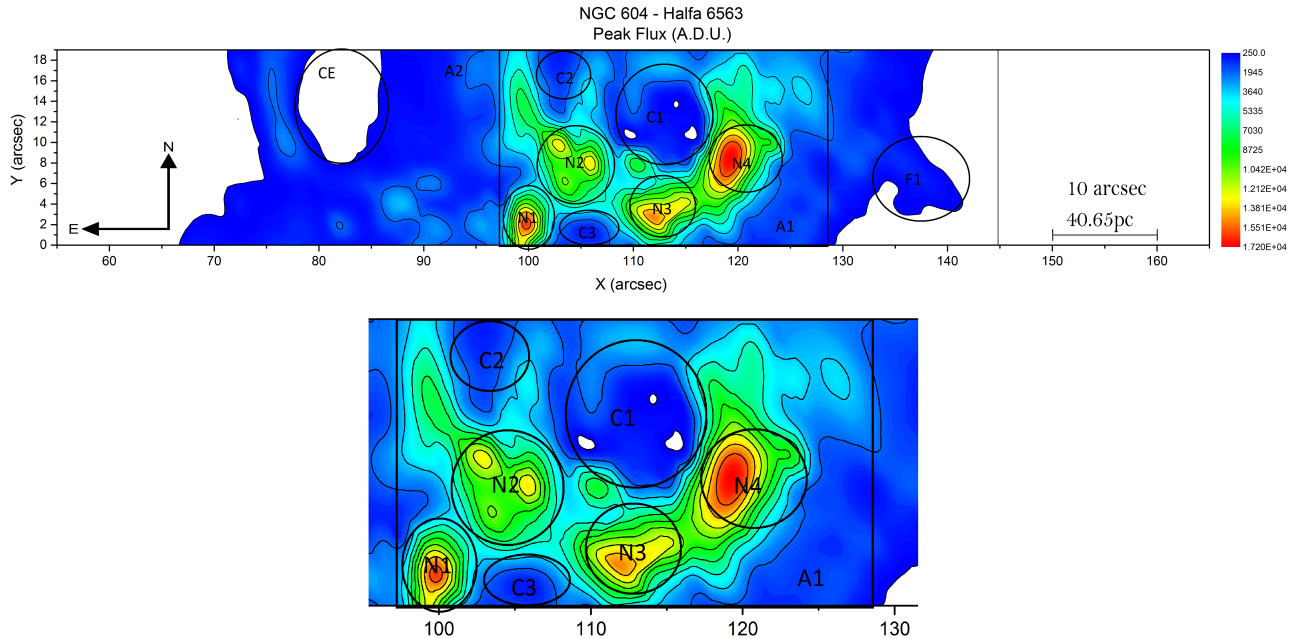 NGC 604 - Halfa 6563
Peak Flux (A.D.U.)
Y (arcsec)
18
16
14
12
10
8
6
4
2
0
CE
A2
C2
C1
N2
N4
N1
N3
C3
A1
F1
N
E
10 arcsec
40.65pc
250.0
1945
3640
5335
7030
8725
1.042E+04
1.212E+04
1.381E+04
1.551E+04
1.720E+04
60 70 80 90 100 110 120 130 140 150 160
X (arcsec)
C2
C1
N2
N4
N1
N3
C3
A1
100 110 120 130